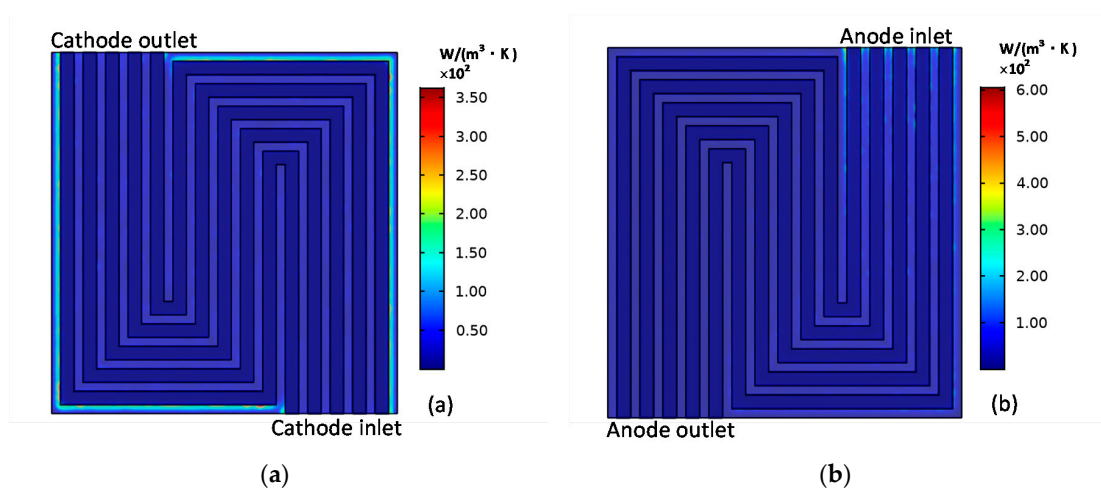 Cathode outlet
W/(m³ · K)
×10²
3.50
3.00
2.50
2.00
1.50
1.00
0.50
(a)
Cathode inlet
(a)
Anode inlet
W/(m³ · K)
×10²
6.00
5.00
4.00
3.00
2.00
1.00
(b)
Anode outlet
(b)